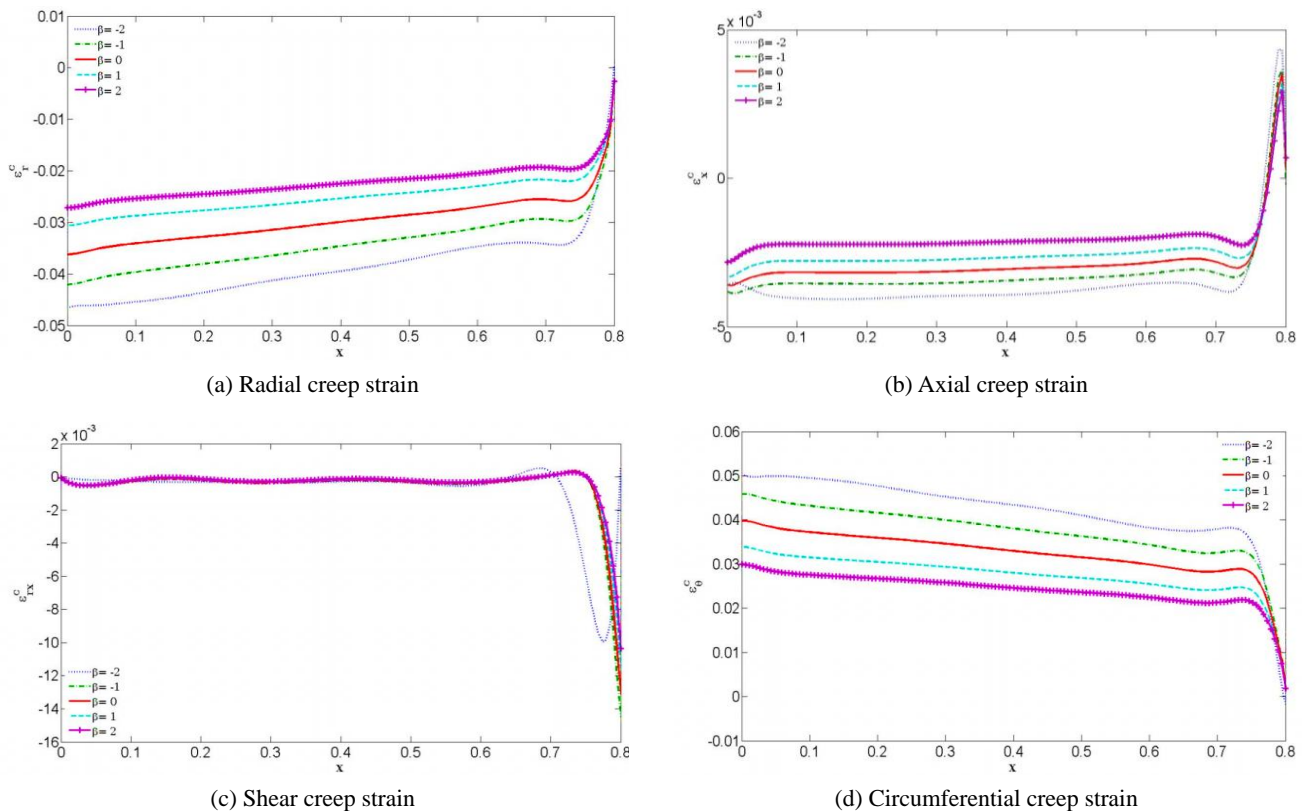 0.01
β= -2
β= -1
β= 0
β= 1
β= 2
0
-0.01
-0.02
-0.03
-0.04
-0.05
ε_r^c
0 0.1 0.2 0.3 0.4 0.5 0.6 0.7 0.8
x
(a) Radial creep strain
5 x 10^-3
β= -2
β= -1
β= 0
β= 1
β= 2
0
-5
ε_x^c
0 0.1 0.2 0.3 0.4 0.5 0.6 0.7 0.8
x
(b) Axial creep strain
2 x 10^-3
0
-2
-4
-6
-8
-10
-12
-14
-16
ε_rx^c
β= -2
β= -1
β= 0
β= 1
β= 2
0 0.1 0.2 0.3 0.4 0.5 0.6 0.7 0.8
x
(c) Shear creep strain
0.06
0.05
0.04
0.03
0.02
0.01
0
-0.01
ε_θ^c
β= -2
β= -1
β= 0
β= 1
β= 2
0 0.1 0.2 0.3 0.4 0.5 0.6 0.7 0.8
x
(d) Circumferential creep strain